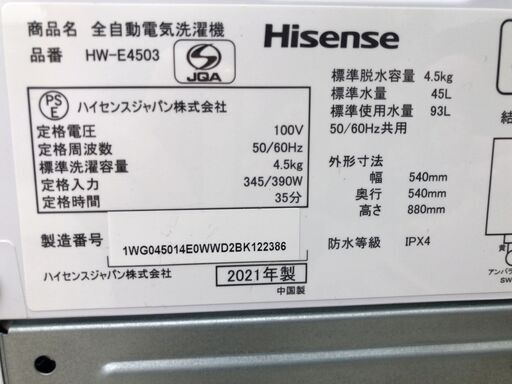 商品名 全自動電気洗濯機
品番 HW-E4503
JQA
Hisense
PS
E
ハイセンスジャパン株式会社
定格電圧 100V
定格周波数 50/60Hz
標準洗濯容量 4.5kg
定格入力 345/390W
定格時間 35分
製造番号
1WG045014E0WWD2BK122386
ハイセンスジャパン株式会社
2021年製
中国製
標準脱水容量 4.5kg
標準水量 45L
標準使用水量 93L
50/60Hz共用
外形寸法
幅 540mm
奥行 540mm
高さ 880mm
防水等級 IPX4
結
黄
アンバラ
SW